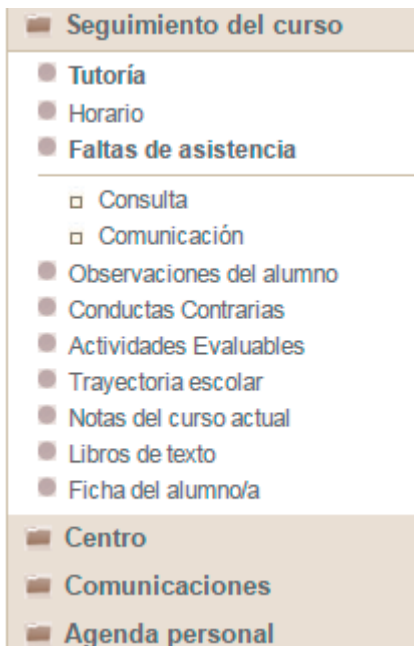 Seguimiento del curso
Tutoría
Horario
Faltas de asistencia
Consulta
Comunicación
Observaciones del alumno
Conductas Contrarias
Actividades Evaluables
Trayectoria escolar
Notas del curso actual
Libros de texto
Ficha del alumno/a
Centro
Comunicaciones
Agenda personal